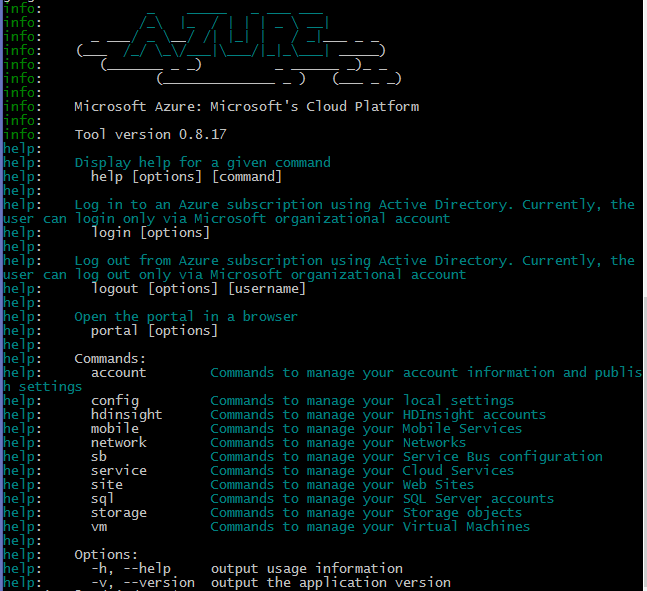 info:
info:
info:
info:
info:
info:
info:
info: Microsoft Azure: Microsoft's Cloud Platform
info:
info: Tool version 0.8.17
help:
help: Display help for a given command
help: help [options] [command]
help:
help: Log in to an Azure subscription using Active Directory. Currently, the
user can login only via Microsoft organizational account
help: login [options]
help:
help: Log out from Azure subscription using Active Directory. Currently, the
user can log out only via Microsoft organizational account
help: logout [options] [username]
help:
help: Open the portal in a browser
help: portal [options]
help:
help: Commands:
help: account Commands to manage your account information and publis
h settings
help: config Commands to manage your local settings
help: hdinsight Commands to manage your HDInsight accounts
help: mobile Commands to manage your Mobile Services
help: network Commands to manage your Networks
help: sb Commands to manage your Service Bus configuration
help: service Commands to manage your Cloud Services
help: site Commands to manage your Web Sites
help: sql Commands to manage your SQL Server accounts
help: storage Commands to manage your Storage objects
help: vm Commands to manage your Virtual Machines
help:
help: Options:
help: -h, --help output usage information
help: -v, --version output the application version